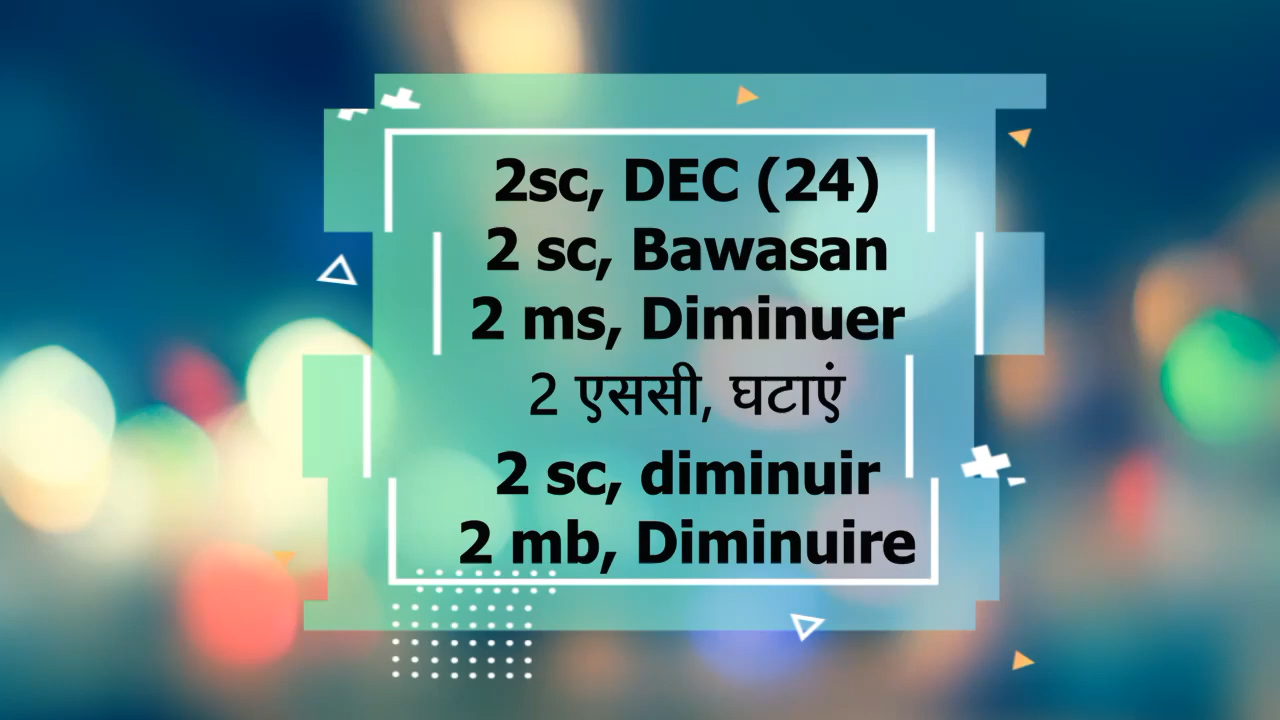 2sc, DEC (24)
2 sc, Bawasan
2 ms, Diminuer
2 एससी, घटाएं
2 sc, diminuir
2 mb, Diminuire